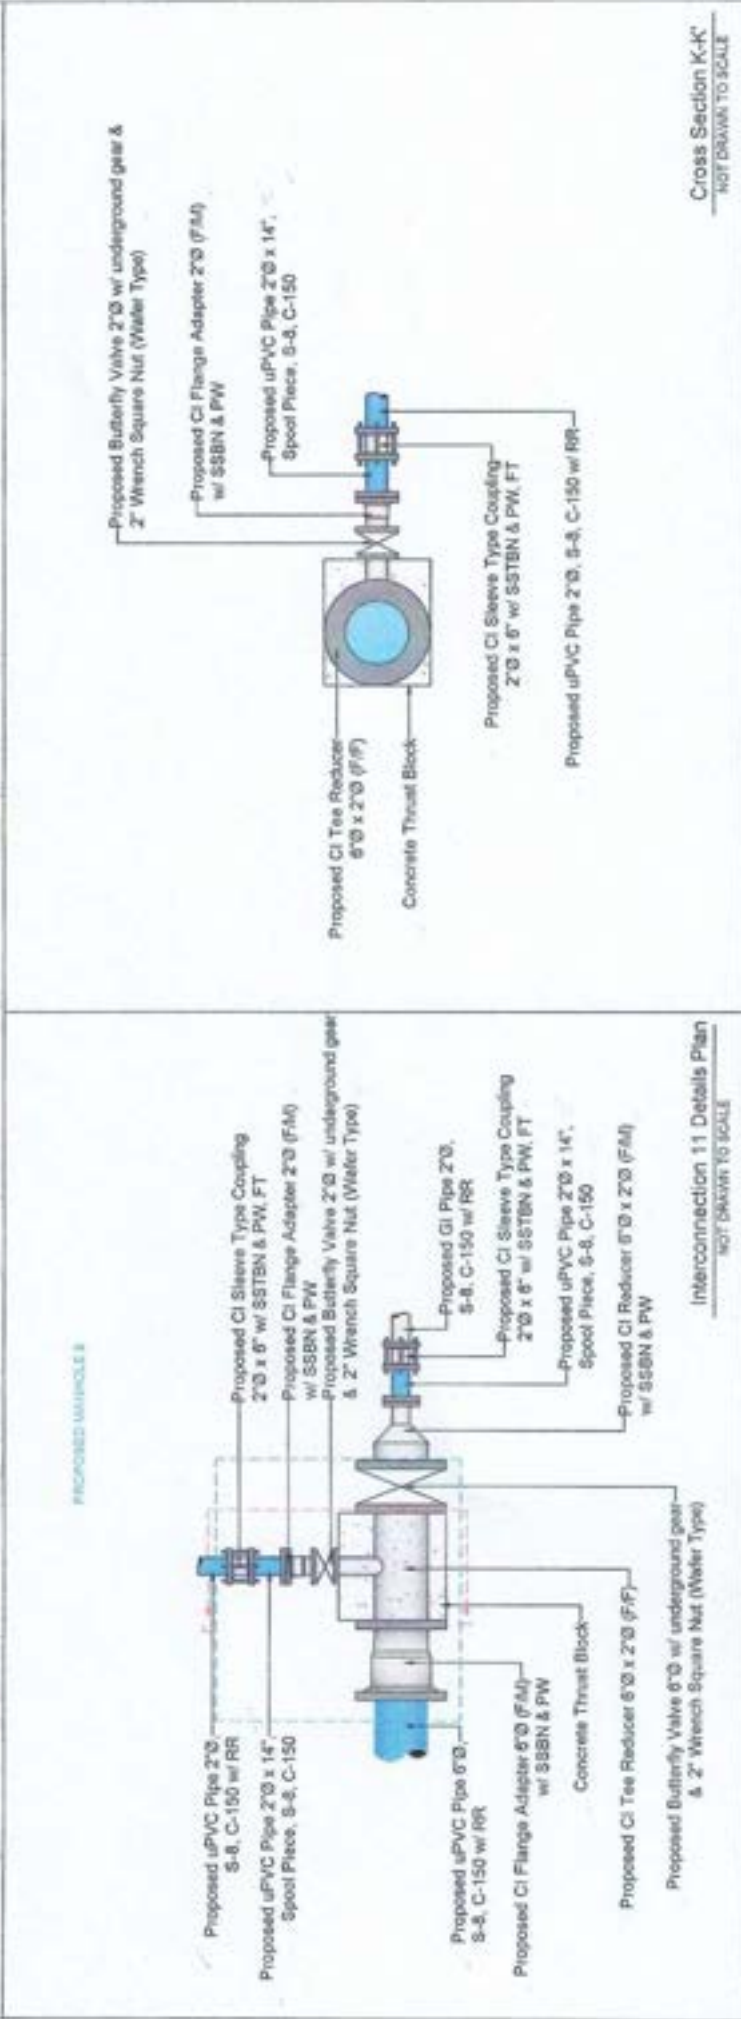 PROPOSED MANHOLE 8
Proposed uPVC Pipe 2"Ø
S-8, C-150 w/ RR
Proposed uPVC Pipe 2"Ø x 14",
Spool Piece, S-8, C-150
Proposed uPVC Pipe 6"Ø,
S-8, C-150 w/ RR
Proposed CI Flange Adapter 6"Ø (F/M)
w/ SSBN & PW
Concrete Thrust Block
Proposed CI Tee Reducer 6"Ø x 2"Ø (F/F)
Proposed Butterfly Valve 6"Ø w/ underground gear
& 2" Wrench Square Nut (Wafer Type)
Proposed CI Sleeve Type Coupling
2"Ø x 6" w/ SSTBN & PW, FT
Proposed CI Flange Adapter 2"Ø (F/M)
w/ SSBN & PW
Proposed Butterfly Valve 2"Ø w/ underground gear
& 2" Wrench Square Nut (Wafer Type)
Proposed GI Pipe 2"Ø,
S-8, C-150 w/ RR
Proposed CI Sleeve Type Coupling
2"Ø x 6" w/ SSTBN & PW, FT
Proposed uPVC Pipe 2"Ø x 14",
Spool Piece, S-8, C-150
Proposed CI Reducer 6"Ø x 2"Ø (F/M)
w/ SSBN & PW
Interconnection 11 Details Plan
NOT DRAWN TO SCALE
Proposed Butterfly Valve 2"Ø w/ underground gear &
2" Wrench Square Nut (Wafer Type)
Proposed CI Flange Adapter 2"Ø (F/M)
w/ SSBN & PW
Proposed uPVC Pipe 2"Ø x 14",
Spool Piece, S-8, C-150
Proposed CI Tee Reducer
6"Ø x 2"Ø (F/F)
Concrete Thrust Block
Proposed CI Sleeve Type Coupling
2"Ø x 6" w/ SSTBN & PW, FT
Proposed uPVC Pipe 2"Ø, S-8, C-150 w/ RR
Cross Section K-K'
NOT DRAWN TO SCALE